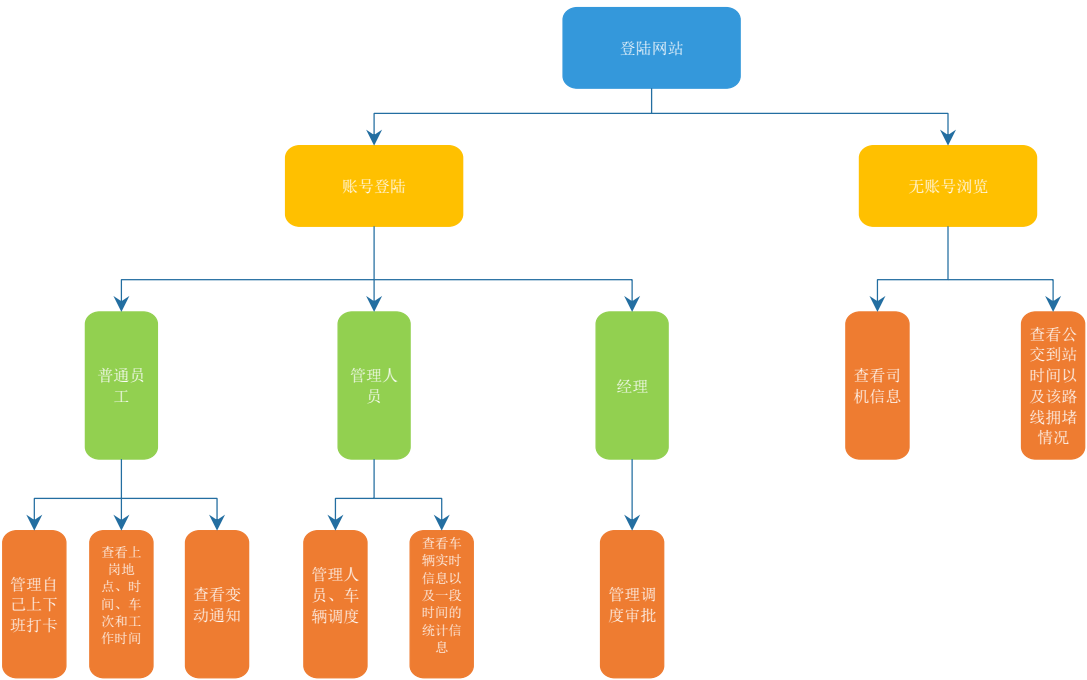 登陆网站
账号登陆
无账号浏览
普通员
工
管理人
员
经理
查看司
机信息
查看公
交到站
时间以
及该路
线拥堵
情况
管理自
己上下
班打卡
查看上
岗地
点、时
间、车
次和工
作时间
查看变
动通知
管理人
员、车
辆调度
查看车
辆实时
信息以
及一段
时间的
统计信
息
管理调
度审批